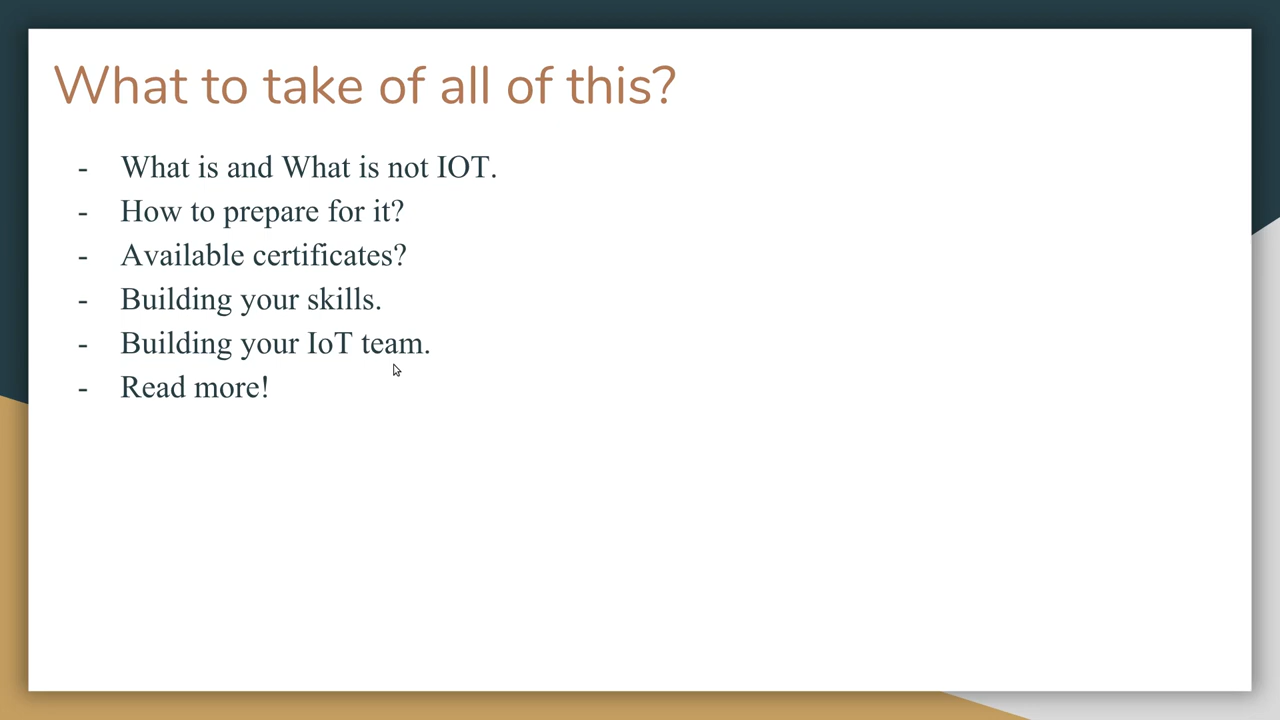 What to take of all of this?
- What is and What is not IOT.
- How to prepare for it?
- Available certificates?
- Building your skills.
- Building your IoT team.
- Read more!